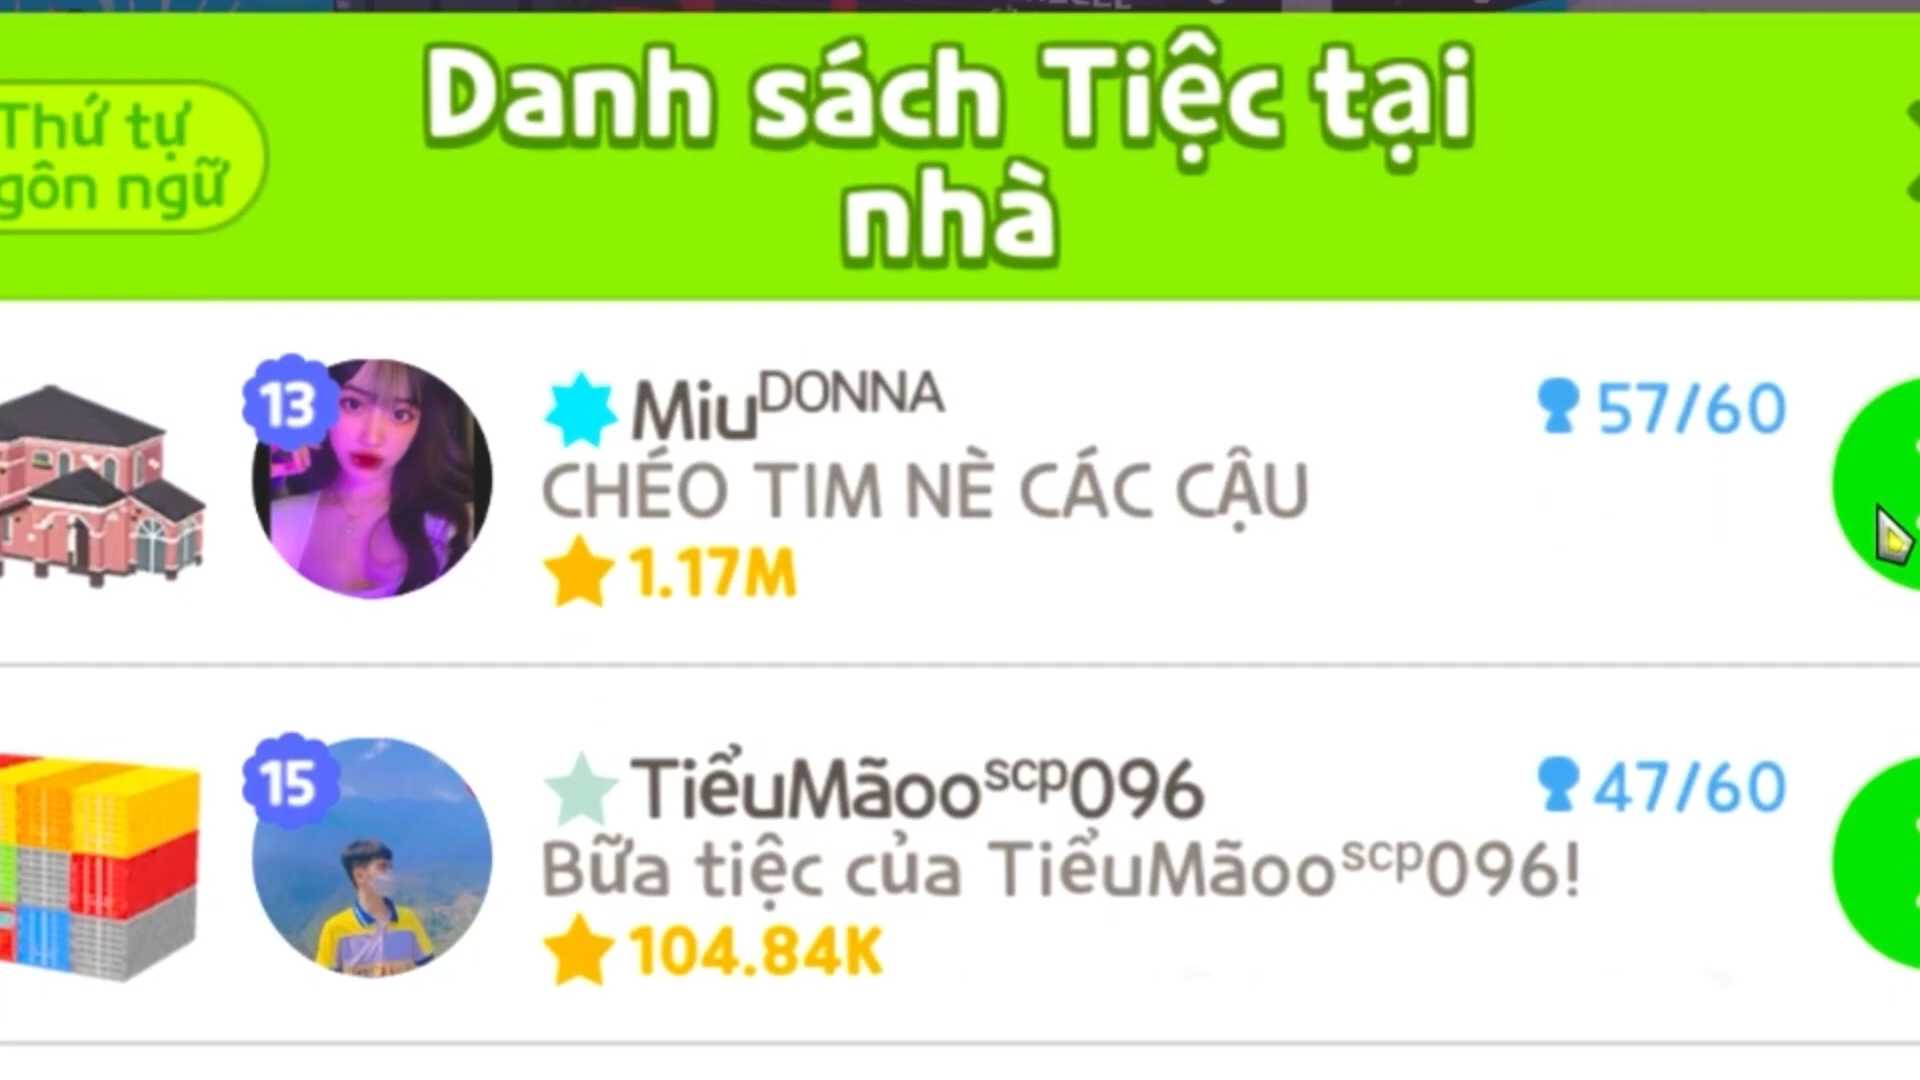 Danh sách Tiệc tại
nhà
Thứ tự
gôn ngữ
13
Miuᴰᴼᴺᴺᴬ
57/60
CHÉO TIM NÈ CÁC CẬU
1.17M
15
TiểuMãooˢᶜᵖ096
47/60
Bữa tiệc của TiểuMãooˢᶜᵖ096!
104.84K